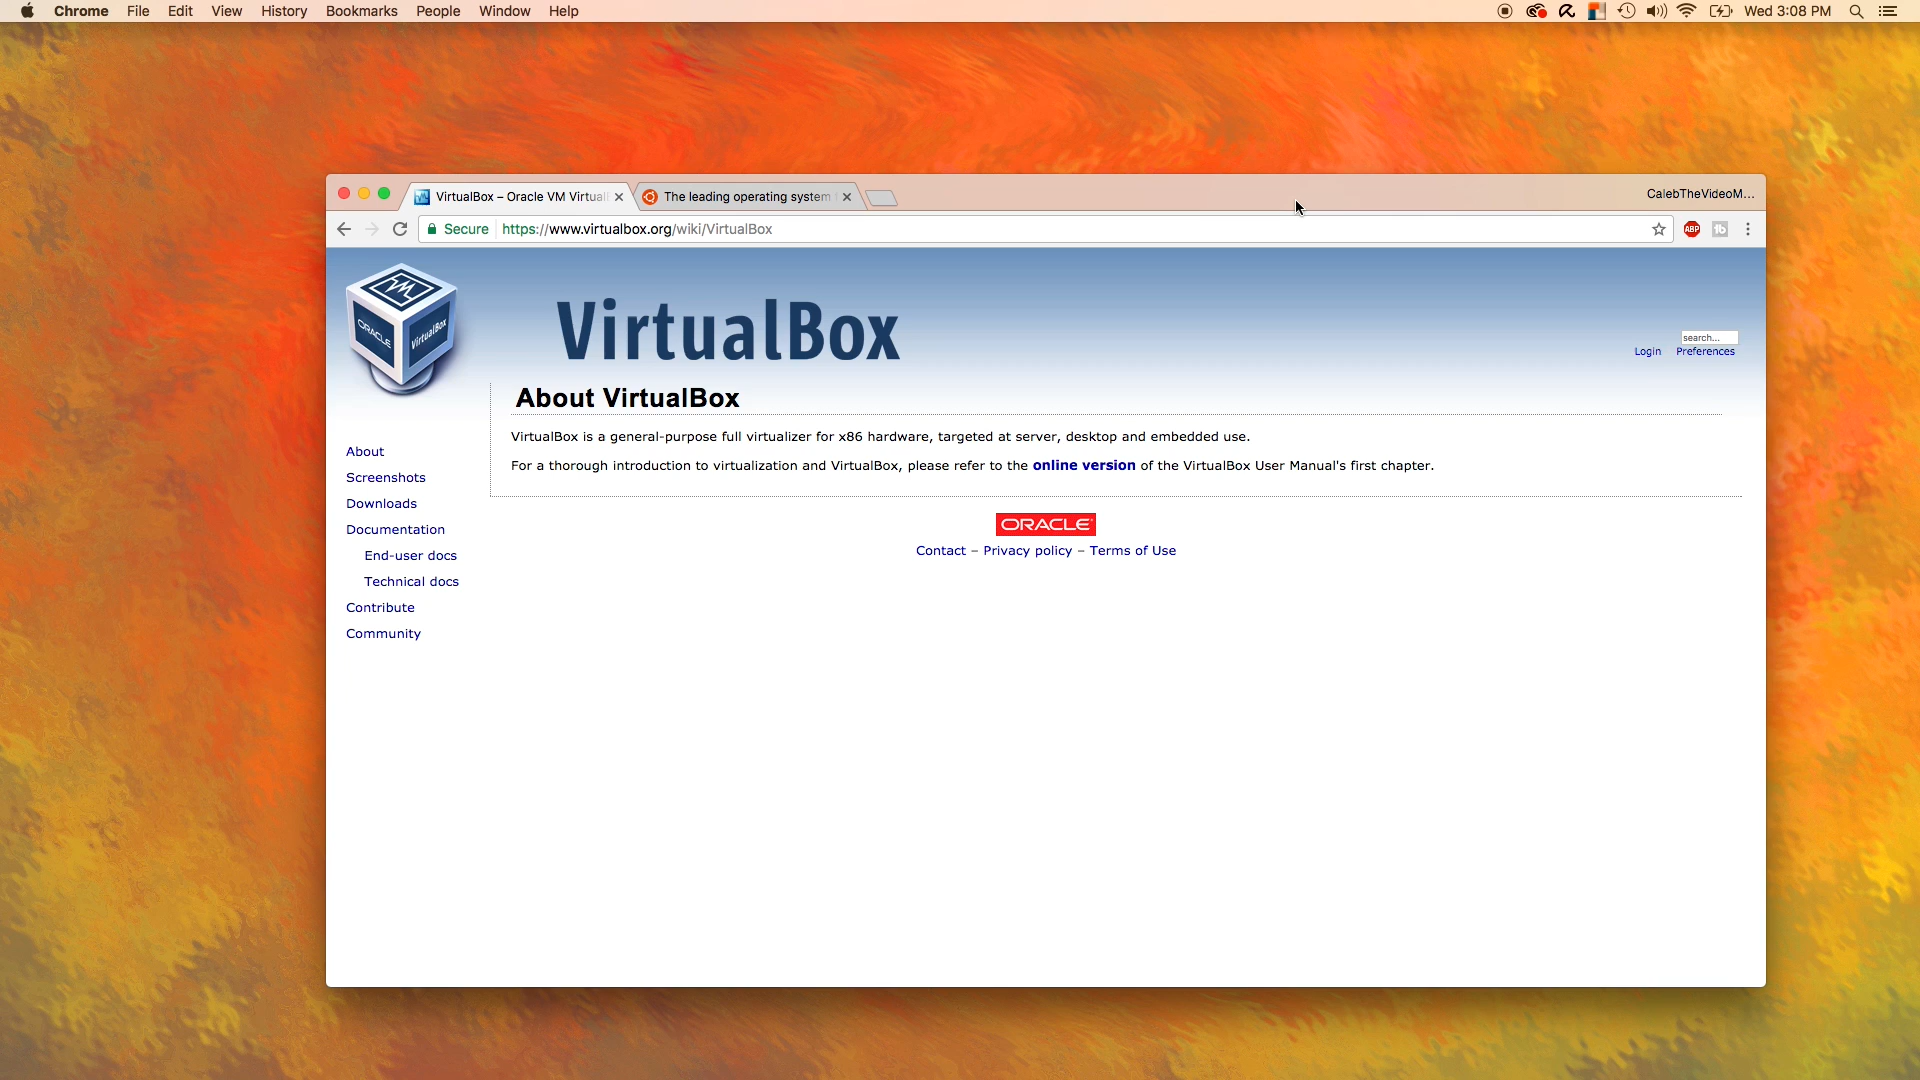 Chrome File Edit View History Bookmarks People Window Help
Wed 3:08 PM
VirtualBox – Oracle VM Virtual
The leading operating system
CalebTheVideoM...
Secure https://www.virtualbox.org/wiki/VirtualBox
ABP
ORACLE
VirtualBox
VirtualBox
search...
Login Preferences
About VirtualBox
VirtualBox is a general-purpose full virtualizer for x86 hardware, targeted at server, desktop and embedded use.
For a thorough introduction to virtualization and VirtualBox, please refer to the online version of the VirtualBox User Manual's first chapter.
About
Screenshots
Downloads
Documentation
End-user docs
Technical docs
Contribute
Community
ORACLE
Contact – Privacy policy – Terms of Use